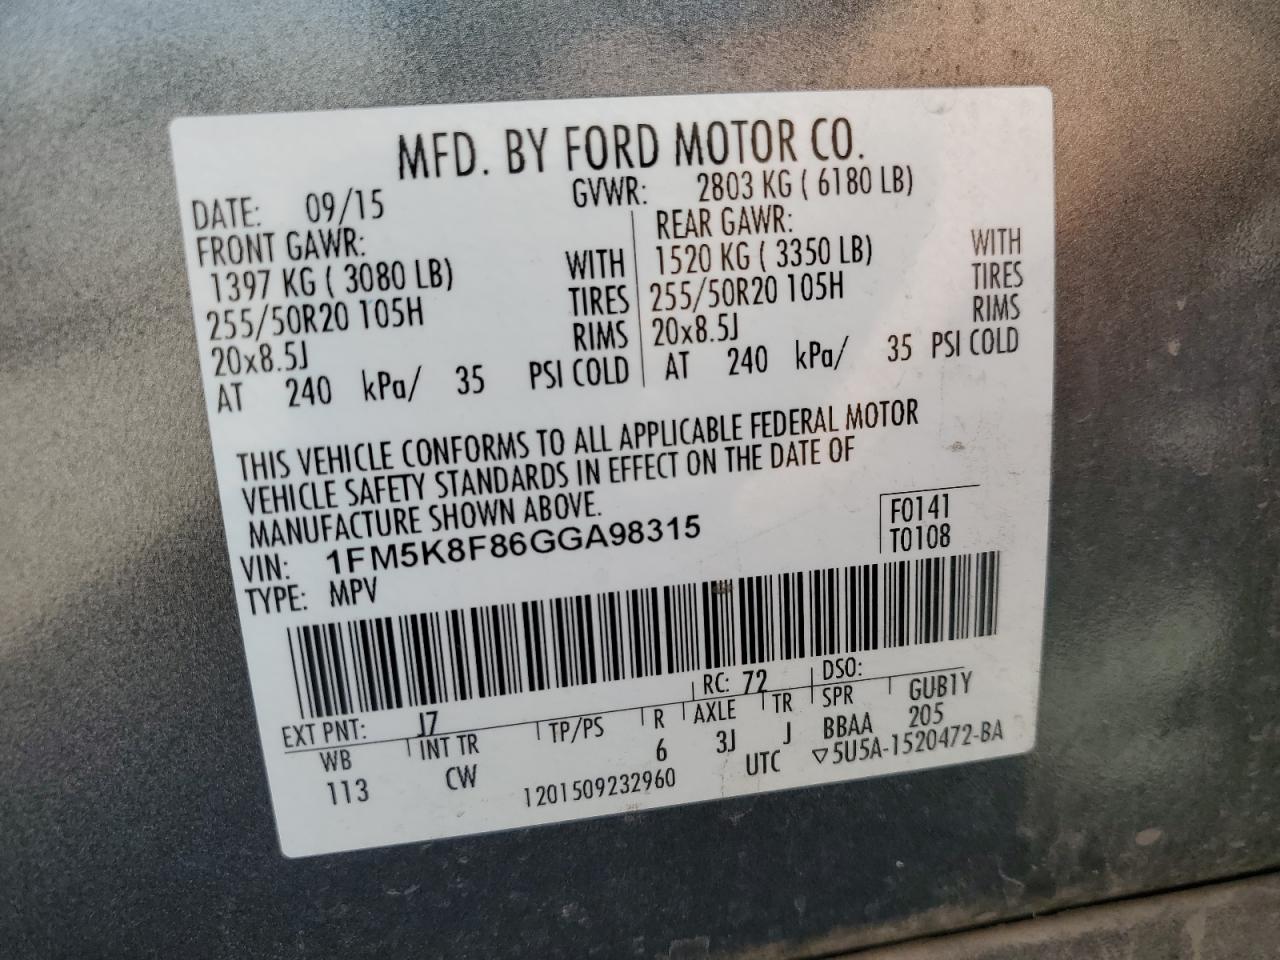 MFD. BY FORD MOTOR CO.
DATE: 09/15 GVWR: 2803 KG ( 6180 LB)
FRONT GAWR: REAR GAWR:
1397 KG ( 3080 LB) WITH 1520 KG ( 3350 LB) WITH
255/50R20 105H TIRES 255/50R20 105H TIRES
20x8.5J RIMS 20x8.5J RIMS
AT 240 kPa/ 35 PSI COLD AT 240 kPa/ 35 PSI COLD
THIS VEHICLE CONFORMS TO ALL APPLICABLE FEDERAL MOTOR
VEHICLE SAFETY STANDARDS IN EFFECT ON THE DATE OF
MANUFACTURE SHOWN ABOVE.
F0141
VIN: 1FM5K8F86GGA98315 T0108
TYPE: MPV
EXT PNT: J7 RC: 72 DSO:
WB INT TR TP/PS R AXLE TR SPR GUB1Y
113 CW 6 3J J BBAA 205
1201509232960 UTC ▽5U5A-1520472-BA